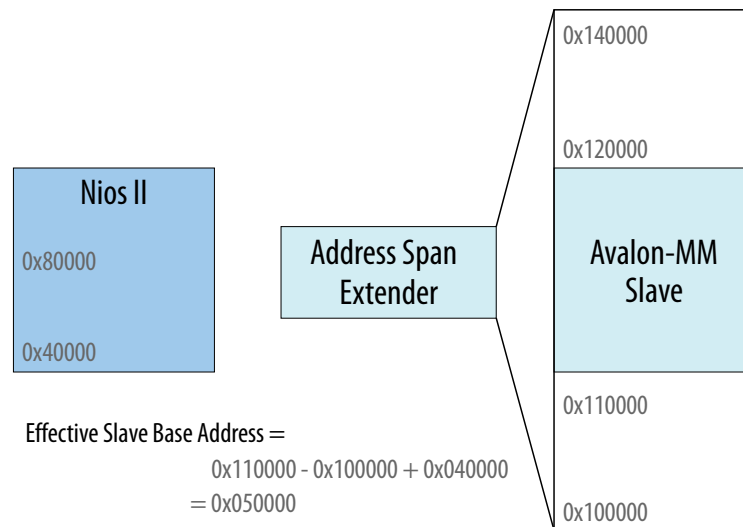 Nios II
0x80000
0x40000
Address Span
Extender
0x140000
0x120000
Avalon-MM
Slave
0x110000
0x100000
Effective Slave Base Address =
0x110000 - 0x100000 + 0x040000
= 0x050000